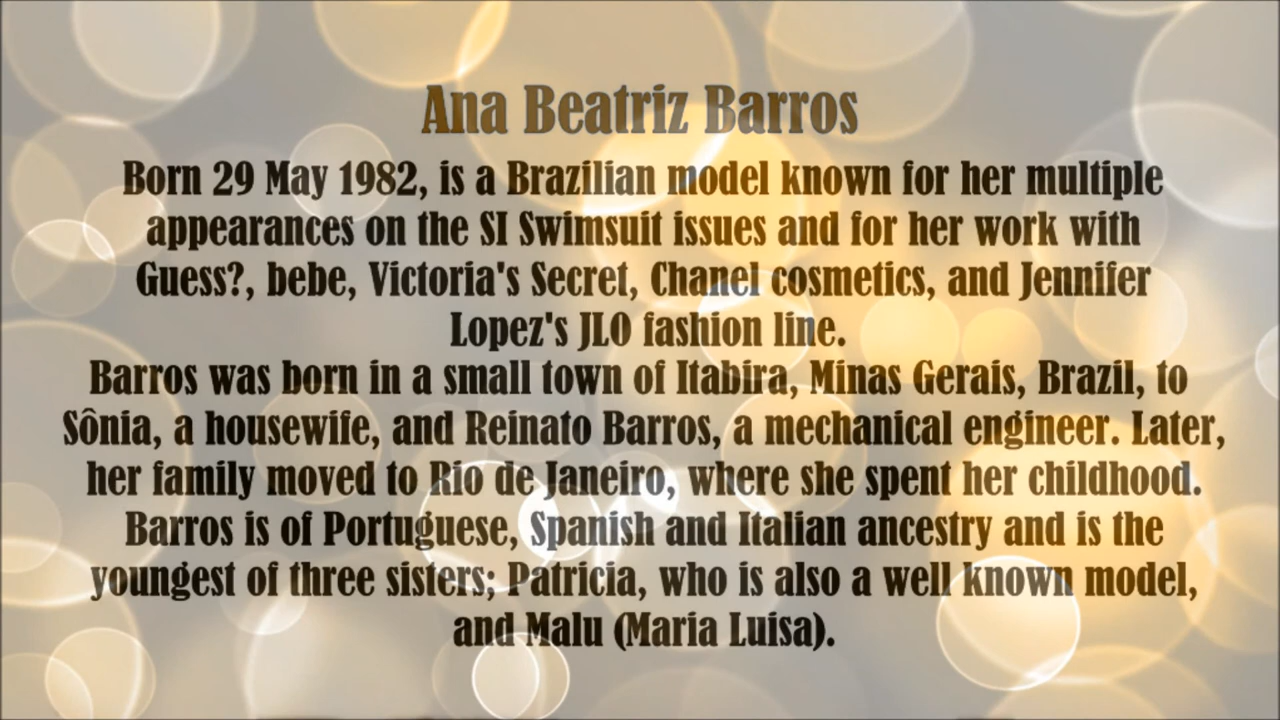 Ana Beatriz Barros
Born 29 May 1982, is a Brazilian model known for her multiple
appearances on the SI Swimsuit issues and for her work with
Guess?, bebe, Victoria's Secret, Chanel cosmetics, and Jennifer
Lopez's JLO fashion line.
Barros was born in a small town of Itabira, Minas Gerais, Brazil, to
Sônia, a housewife, and Reinato Barros, a mechanical engineer. Later,
her family moved to Rio de Janeiro, where she spent her childhood.
Barros is of Portuguese, Spanish and Italian ancestry and is the
youngest of three sisters; Patricia, who is also a well known model,
and Malu (Maria Luisa).